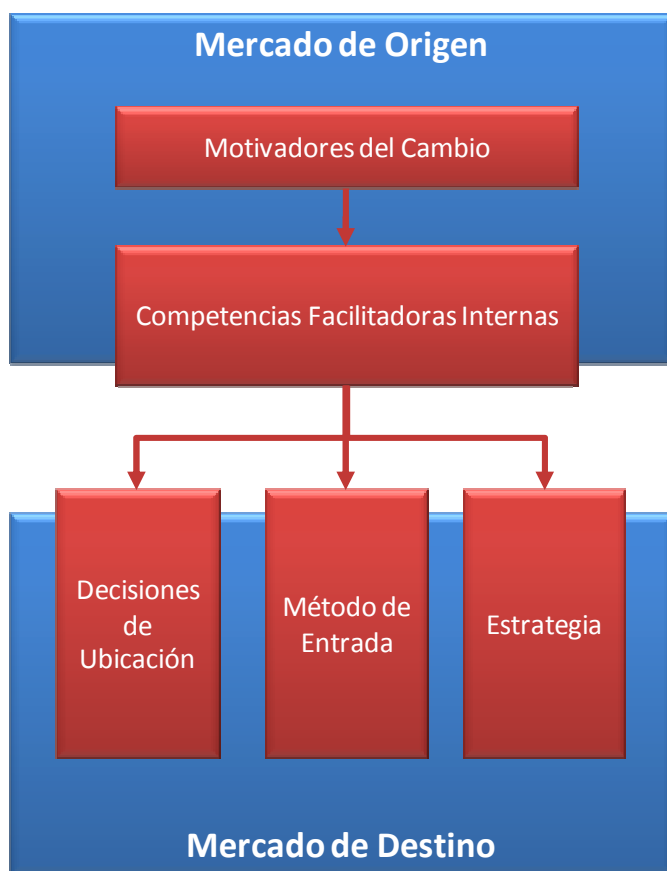 Mercado de Origen
Motivadores del Cambio
Competencias Facilitadoras Internas
Decisiones
de
Ubicación
Método de
Entrada
Estrategia
Mercado de Destino